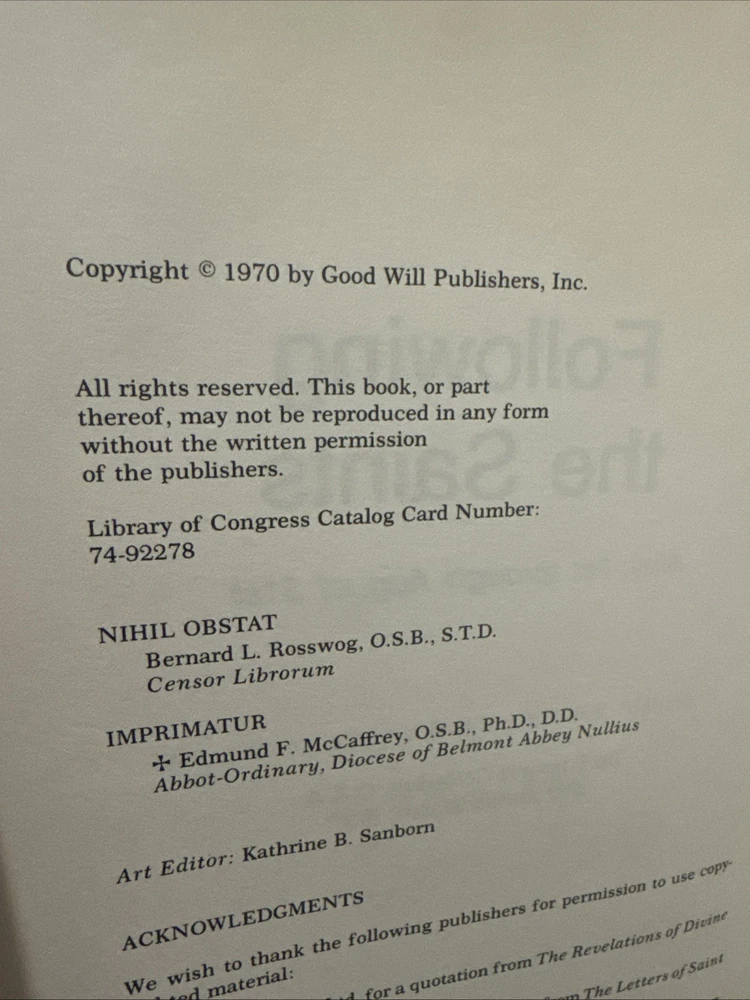 Copyright © 1970 by Good Will Publishers, Inc.
Following
the Saints
All rights reserved. This book, or part
thereof, may not be reproduced in any form
without the written permission
of the publishers.
Library of Congress Catalog Card Number:
74-92278
NIHIL OBSTAT
Bernard L. Rosswog, O.S.B., S.T.D.
Censor Librorum
IMPRIMATUR
✢ Edmund F. McCaffrey, O.S.B., Ph.D., D.D.
Abbot-Ordinary, Diocese of Belmont Abbey Nullius
Art Editor: Kathrine B. Sanborn
ACKNOWLEDGMENTS
We wish to thank the following publishers for permission to use copy-
material:
for a quotation from The Revelations of Divine
The Letters of Saint